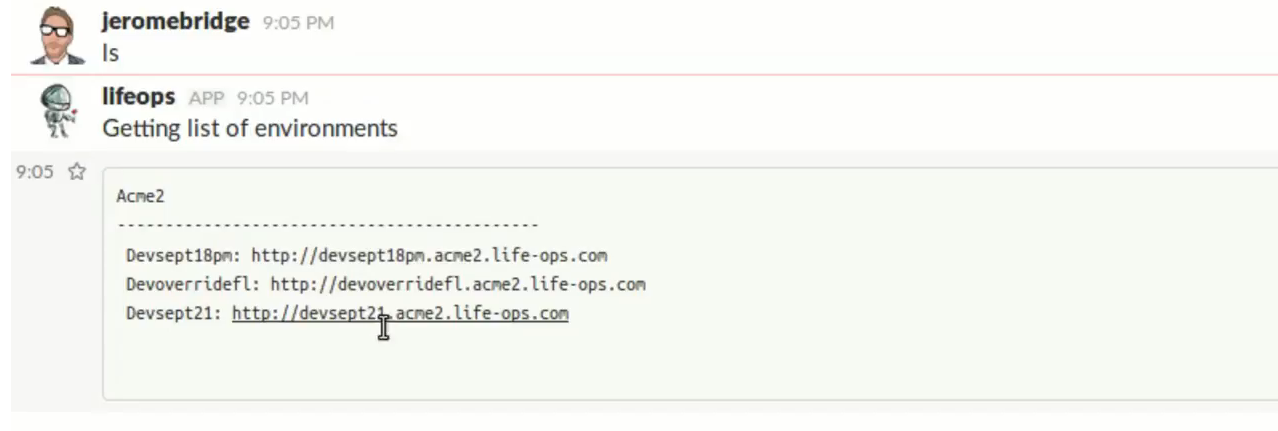 jeromebridge 9:05 PM
ls
lifeops APP 9:05 PM
Getting list of environments
9:05
Acme2
--------------------------------------------
Devsept18pm: http://devsept18pm.acme2.life-ops.com
Devoverridefl: http://devoverridefl.acme2.life-ops.com
Devsept21: http://devsept21.acme2.life-ops.com